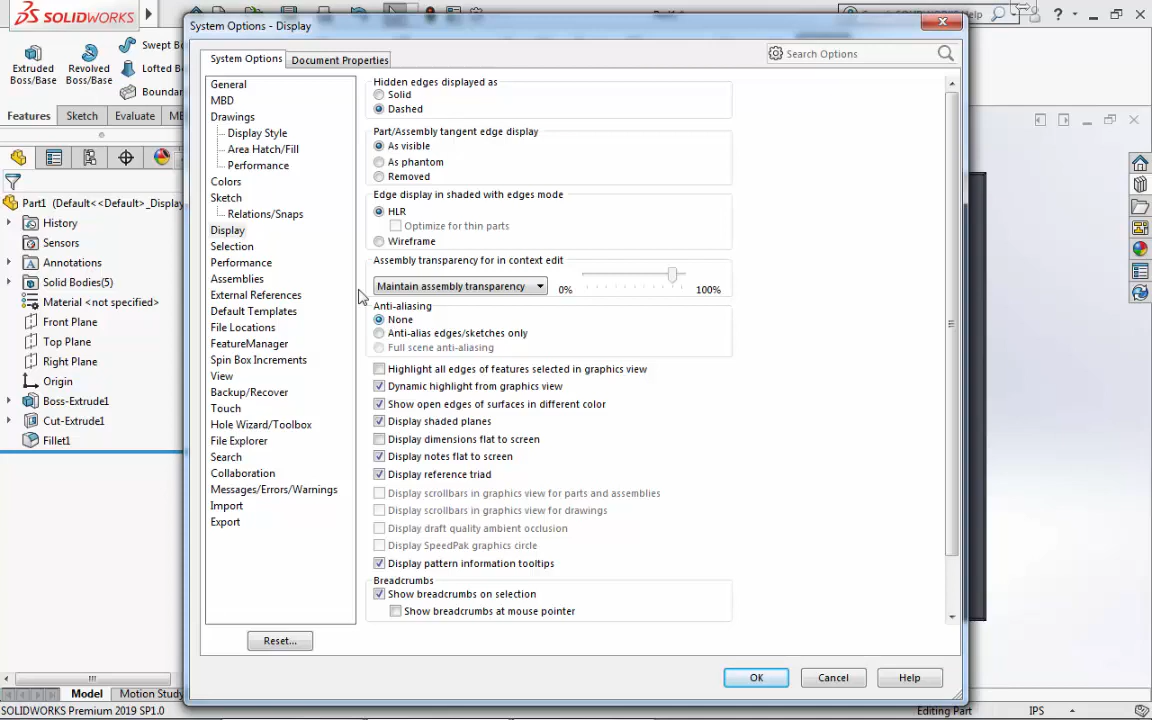 SOLIDWORKS
System Options - Display
Help
Extruded
Boss/Base
Revolved
Boss/Base
Swept
Lofted
Boundar
Features
Sketch
Evaluate
System Options
Document Properties
Search Options
Part1 (Default<<Default>_Display
History
Sensors
Annotations
Solid Bodies(5)
Material <not specified>
Front Plane
Top Plane
Right Plane
Origin
Boss-Extrude1
Cut-Extrude1
Fillet1
General
MBD
Drawings
Display Style
Area Hatch/Fill
Performance
Colors
Sketch
Relations/Snaps
Display
Selection
Performance
Assemblies
External References
Default Templates
File Locations
FeatureManager
Spin Box Increments
View
Backup/Recover
Touch
Hole Wizard/Toolbox
File Explorer
Search
Collaboration
Messages/Errors/Warnings
Import
Export
Reset...
Hidden edges displayed as
Solid
Dashed
Part/Assembly tangent edge display
As visible
As phantom
Removed
Edge display in shaded with edges mode
HLR
Optimize for thin parts
Wireframe
Assembly transparency for in context edit
Maintain assembly transparency
0%
100%
Anti-aliasing
None
Anti-alias edges/sketches only
Full scene anti-aliasing
Highlight all edges of features selected in graphics view
Dynamic highlight from graphics view
Show open edges of surfaces in different color
Display shaded planes
Display dimensions flat to screen
Display notes flat to screen
Display reference triad
Display scrollbars in graphics view for parts and assemblies
Display scrollbars in graphics view for drawings
Display draft quality ambient occlusion
Display SpeedPak graphics circle
Display pattern information tooltips
Breadcrumbs
Show breadcrumbs on selection
Show breadcrumbs at mouse pointer
OK
Cancel
Help
Model
Motion Study
SOLIDWORKS Premium 2019 SP1.0
Editing Part
IPS